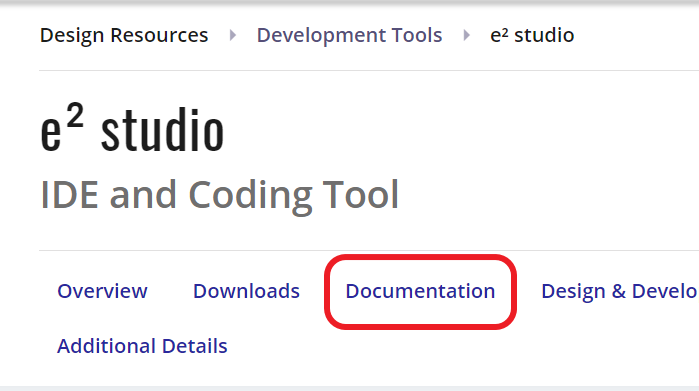 Design Resources Development Tools e² studio
e² studio
IDE and Coding Tool
Overview Downloads Documentation Design & Develo
Additional Details